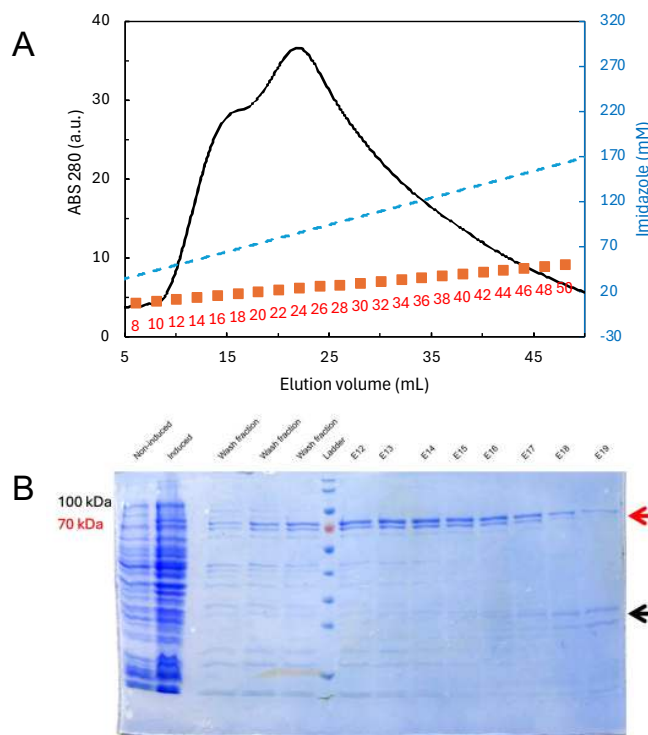 A
40
30
20
10
0
ABS 280 (a.u.)
320
290
270
220
170
120
70
20
-30
Imidazole (mM)
8 10 12 14 16 18 20 22 24 26 28 30 32 34 36 38 40 42 44 46 48 50
5 15 25 35 45
Elution volume (mL)
B
Non-induced
Induced
Wash fraction
Wash fraction
Wash fraction
Ladder
E12
E13
E14
E15
E16
E17
E18
E19
100 kDa
70 kDa